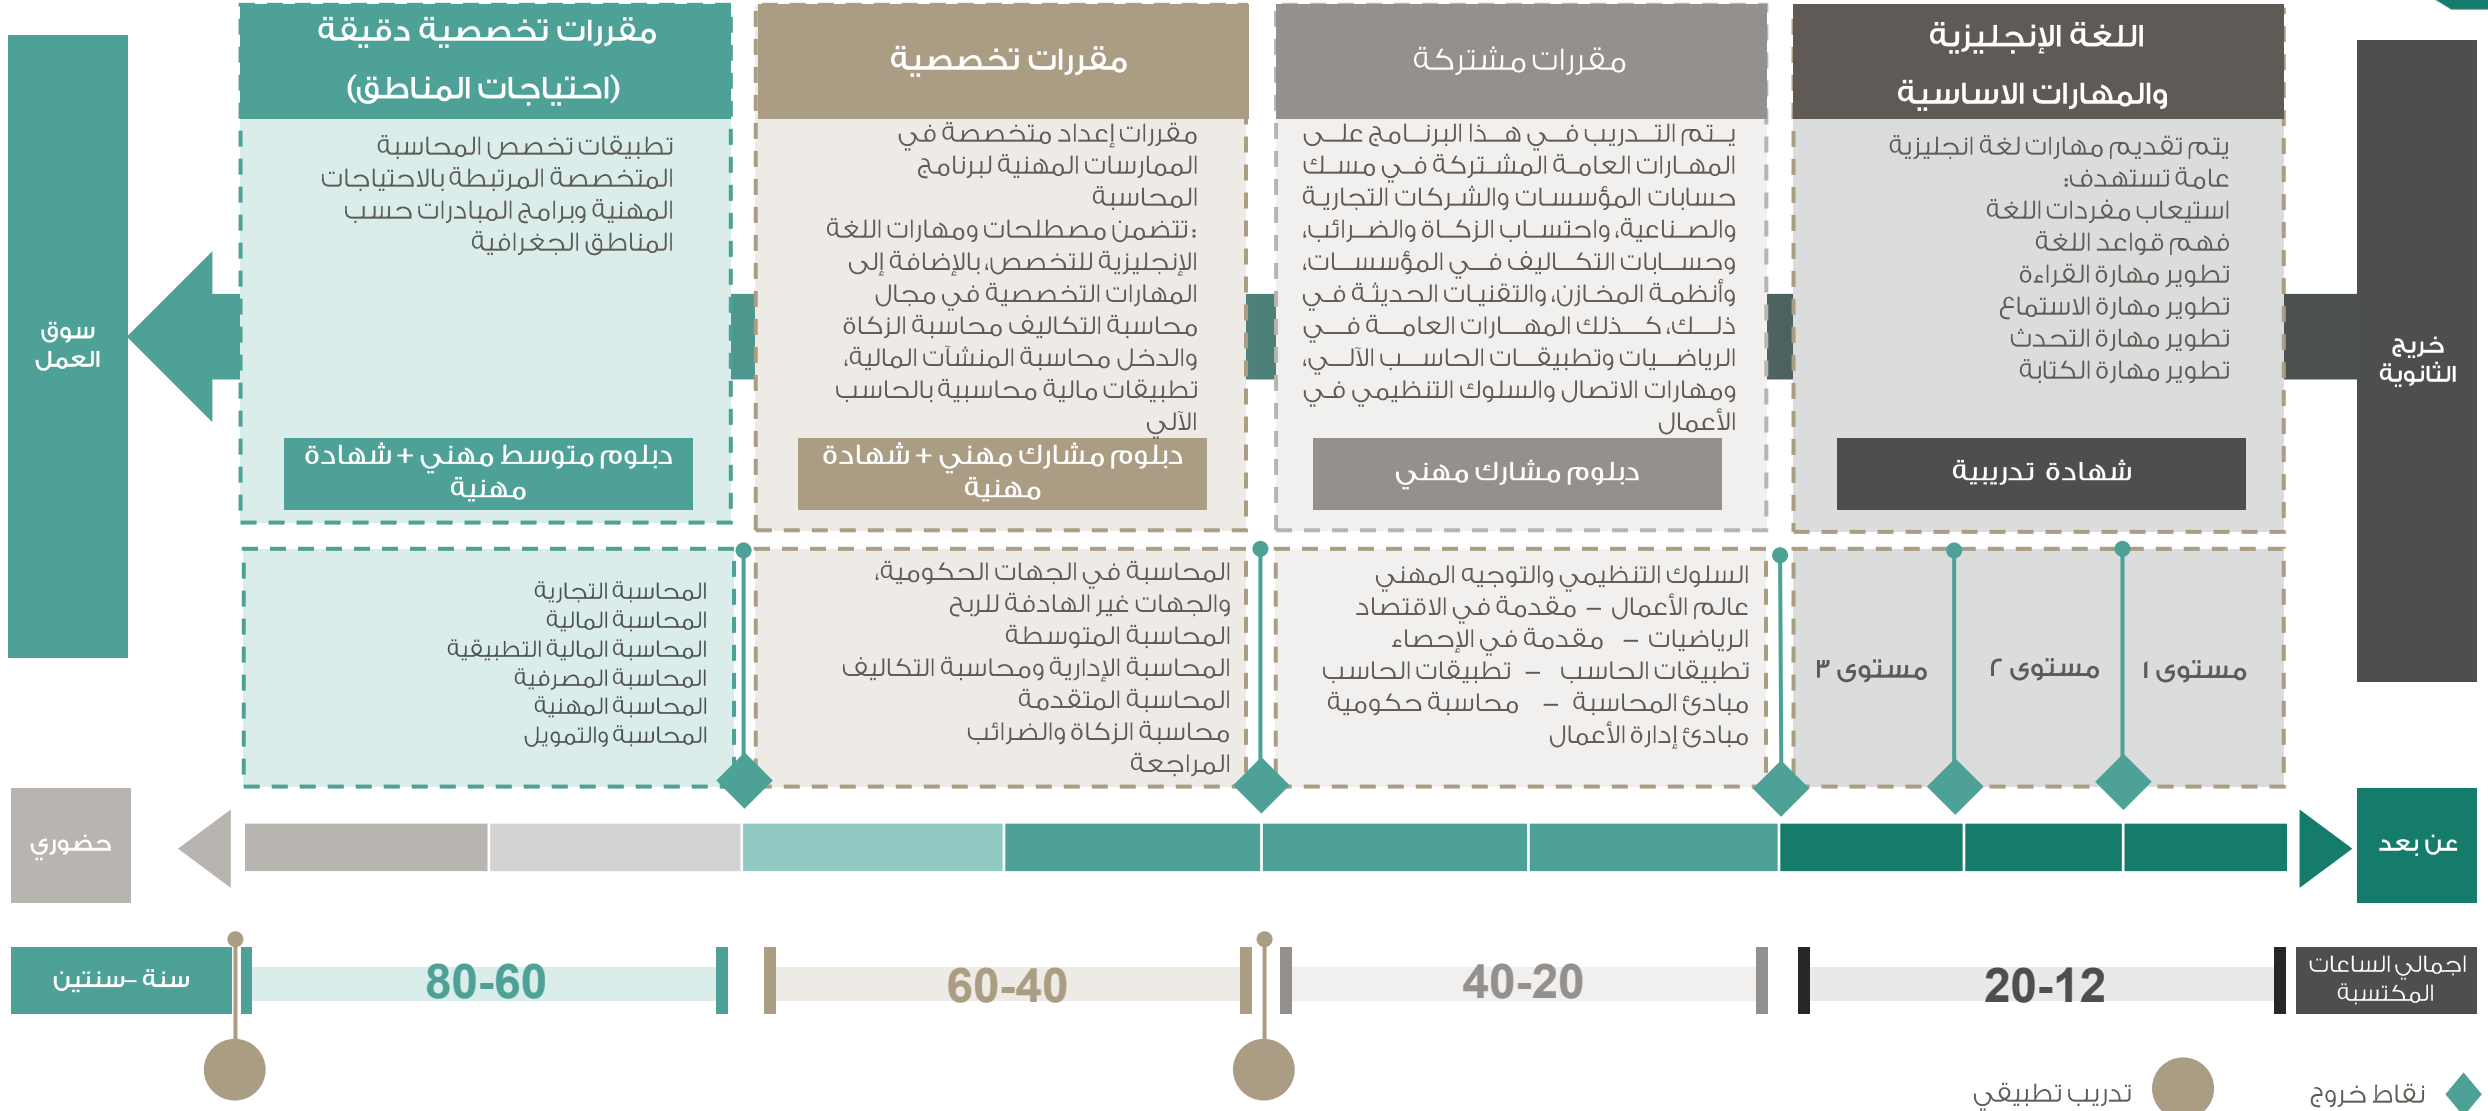 خريج
الثانوية
اللغة الإنجليزية
والمهارات الاساسية
يتم تقديم مهارات لغة انجليزية
عامة تستهدف:
استيعاب مفردات اللغة
فهم قواعد اللغة
تطوير مهارة القراءة
تطوير مهارة الاستماع
تطوير مهارة التحدث
تطوير مهارة الكتابة
شهادة تدريبية
مقررات مشتركة
يتم التدريب في هذا البرنامج على
المهارات العامة المشتركة في مسك
حسابات المؤسسات والشركات التجارية
والصناعية، واحتساب الزكاة والضرائب،
وحسابات التكاليف في المؤسسات،
وأنظمة المخازن، والتقنيات الحديثة في
ذلك، كذلك المهارات العامة في
الرياضيات وتطبيقات الحاسب الآلي،
ومهارات الاتصال والسلوك التنظيمي في
الأعمال
دبلوم مشارك مهني
مقررات تخصصية
مقررات إعداد متخصصة في
الممارسات المهنية لبرنامج
المحاسبة
:تتضمن مصطلحات ومهارات اللغة
الإنجليزية للتخصص، بالإضافة إلى
المهارات التخصصية في مجال
محاسبة التكاليف محاسبة الزكاة
والدخل محاسبة المنشآت المالية،
تطبيقات مالية محاسبية بالحاسب
الآلي
دبلوم مشارك مهني + شهادة
مهنية
مقررات تخصصية دقيقة
(احتياجات المناطق)
تطبيقات تخصص المحاسبة
المتخصصة المرتبطة بالاحتياجات
المهنية وبرامج المبادرات حسب
المناطق الجغرافية
دبلوم متوسط مهني + شهادة
مهنية
سوق
العمل
مستوى ١
مستوى ٢
مستوى ٣
السلوك التنظيمي والتوجيه المهني
عالم الأعمال – مقدمة في الاقتصاد
الرياضيات – مقدمة في الإحصاء
تطبيقات الحاسب – تطبيقات الحاسب
مبادئ المحاسبة – محاسبة حكومية
مبادئ إدارة الأعمال
المحاسبة في الجهات الحكومية،
والجهات غير الهادفة للربح
المحاسبة المتوسطة
المحاسبة الإدارية ومحاسبة التكاليف
المحاسبة المتقدمة
محاسبة الزكاة والضرائب
المراجعة
المحاسبة التجارية
المحاسبة المالية
المحاسبة المالية التطبيقية
المحاسبة المصرفية
المحاسبة المهنية
المحاسبة والتمويل
عن بعد
حضوري
اجمالي الساعات
المكتسبة
20-12
40-20
60-40
80-60
سنة –سنتين
نقاط خروج
تدريب تطبيقي